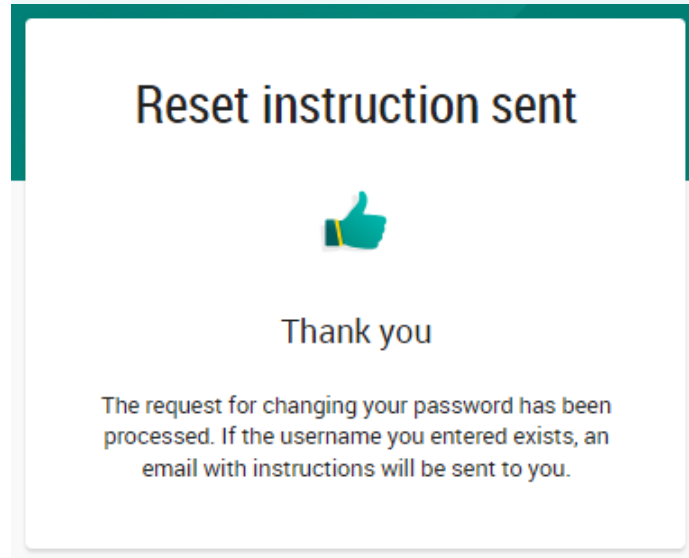 Reset instruction sent
Thank you
The request for changing your password has been
processed. If the username you entered exists, an
email with instructions will be sent to you.